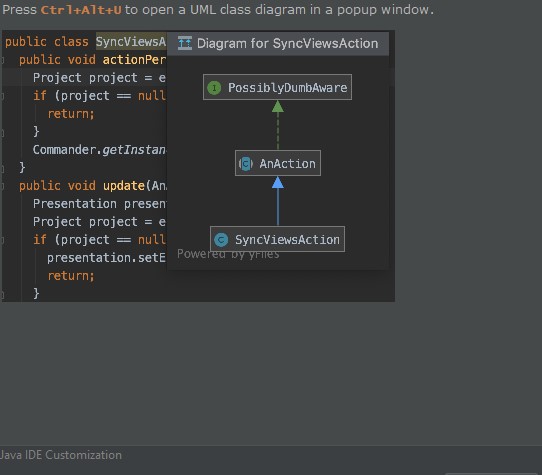 Press Ctrl+Alt+U to open a UML class diagram in a popup window.
public class SyncViewsA
public void actionPer
Project project = e
if (project == null
return;
}
Commander.getInstan
}
public void update(An
Presentation present
Project project = e
if (project == null
presentation.setE
return;
}
Diagram for SyncViewsAction
I PossiblyDumbAware
C AnAction
C SyncViewsAction
Powered by yFiles
Java IDE Customization